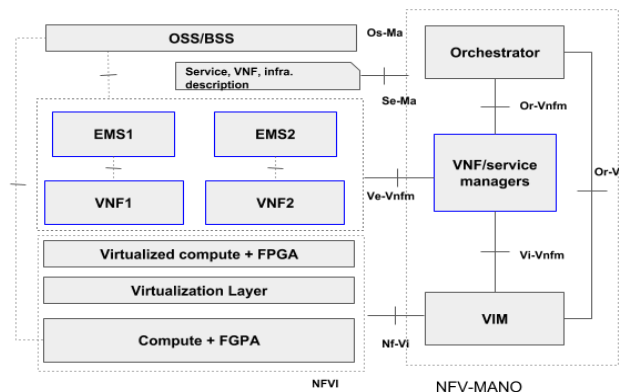 OSS/BSS
Os-Ma
Orchestrator
Service, VNF, infra.
description
Se-Ma
Or-Vnfm
EMS1
EMS2
VNF/service
managers
Or-V
VNF1
VNF2
Ve-Vnfm
Virtualized compute + FPGA
Vi-Vnfm
Virtualization Layer
VIM
Compute + FGPA
Nf-Vi
NFVI
NFV-MANO